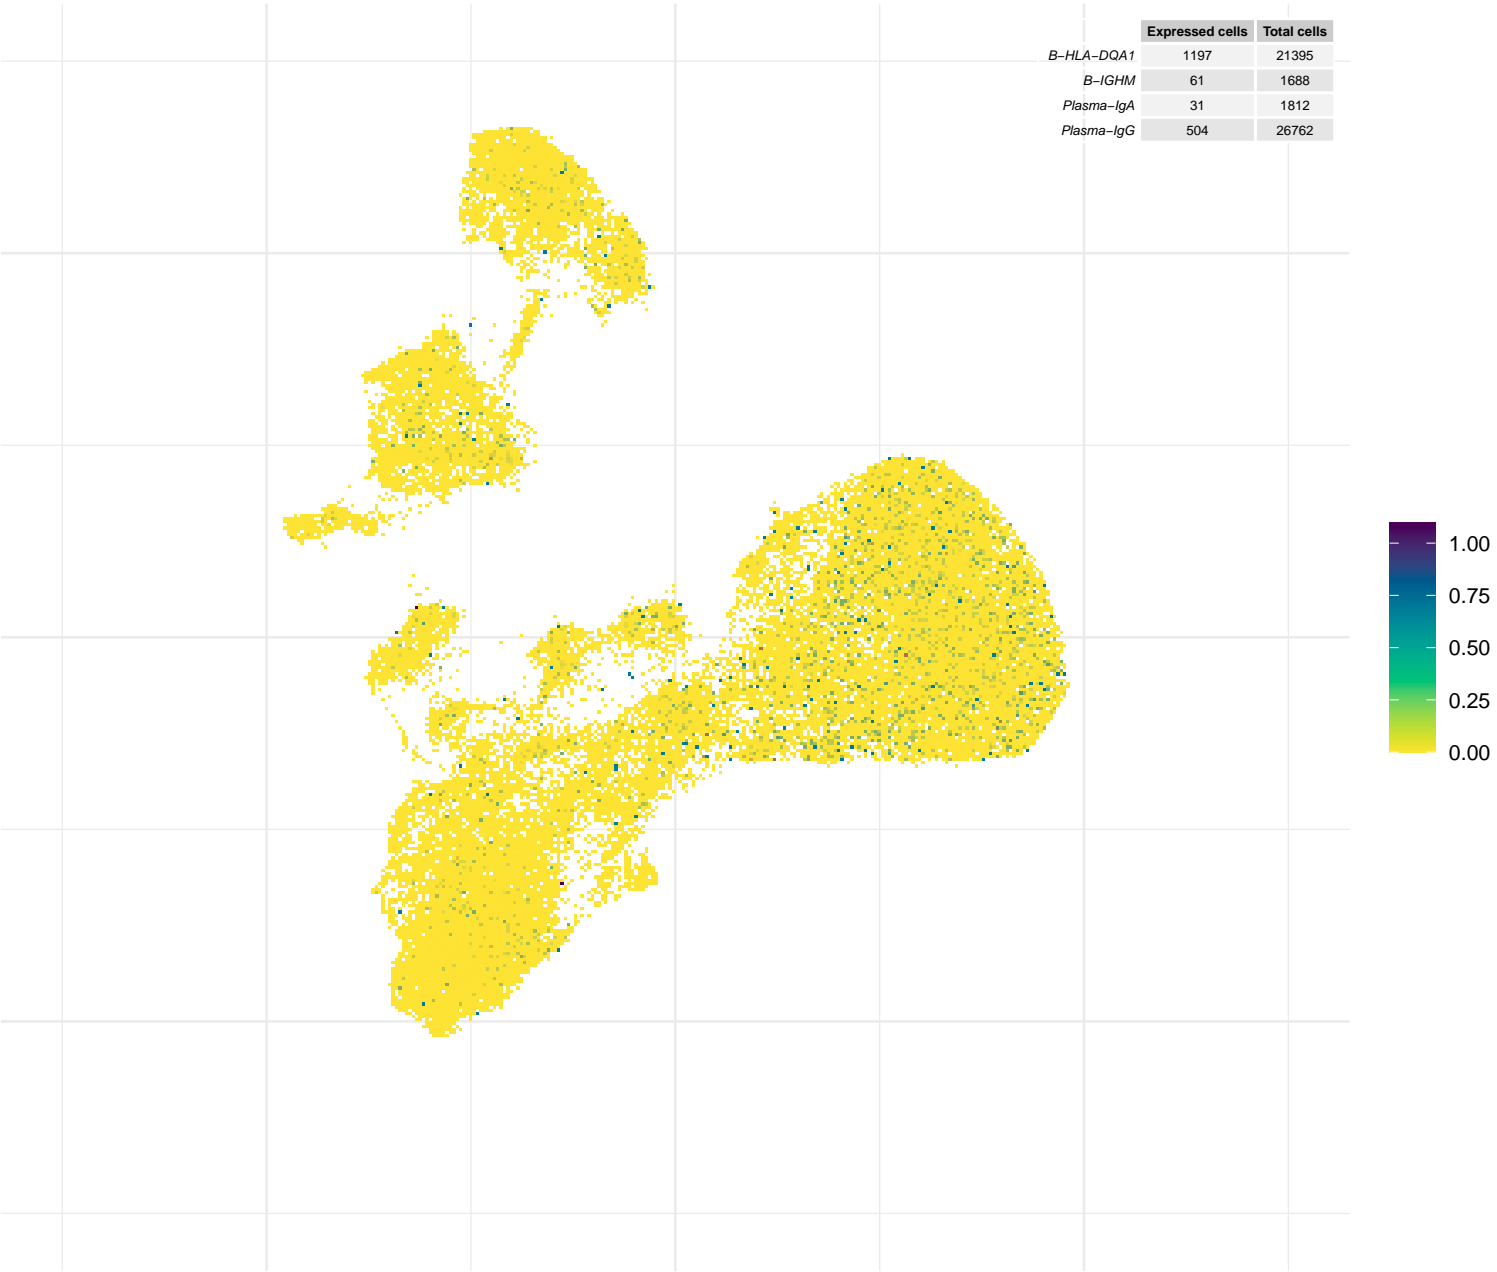 Expressed cells Total cells
B−HLA−DQA1 1197 21395
B−IGHM 61 1688
Plasma−IgA 31 1812
Plasma−IgG 504 26762
1.00
0.75
0.50
0.25
0.00